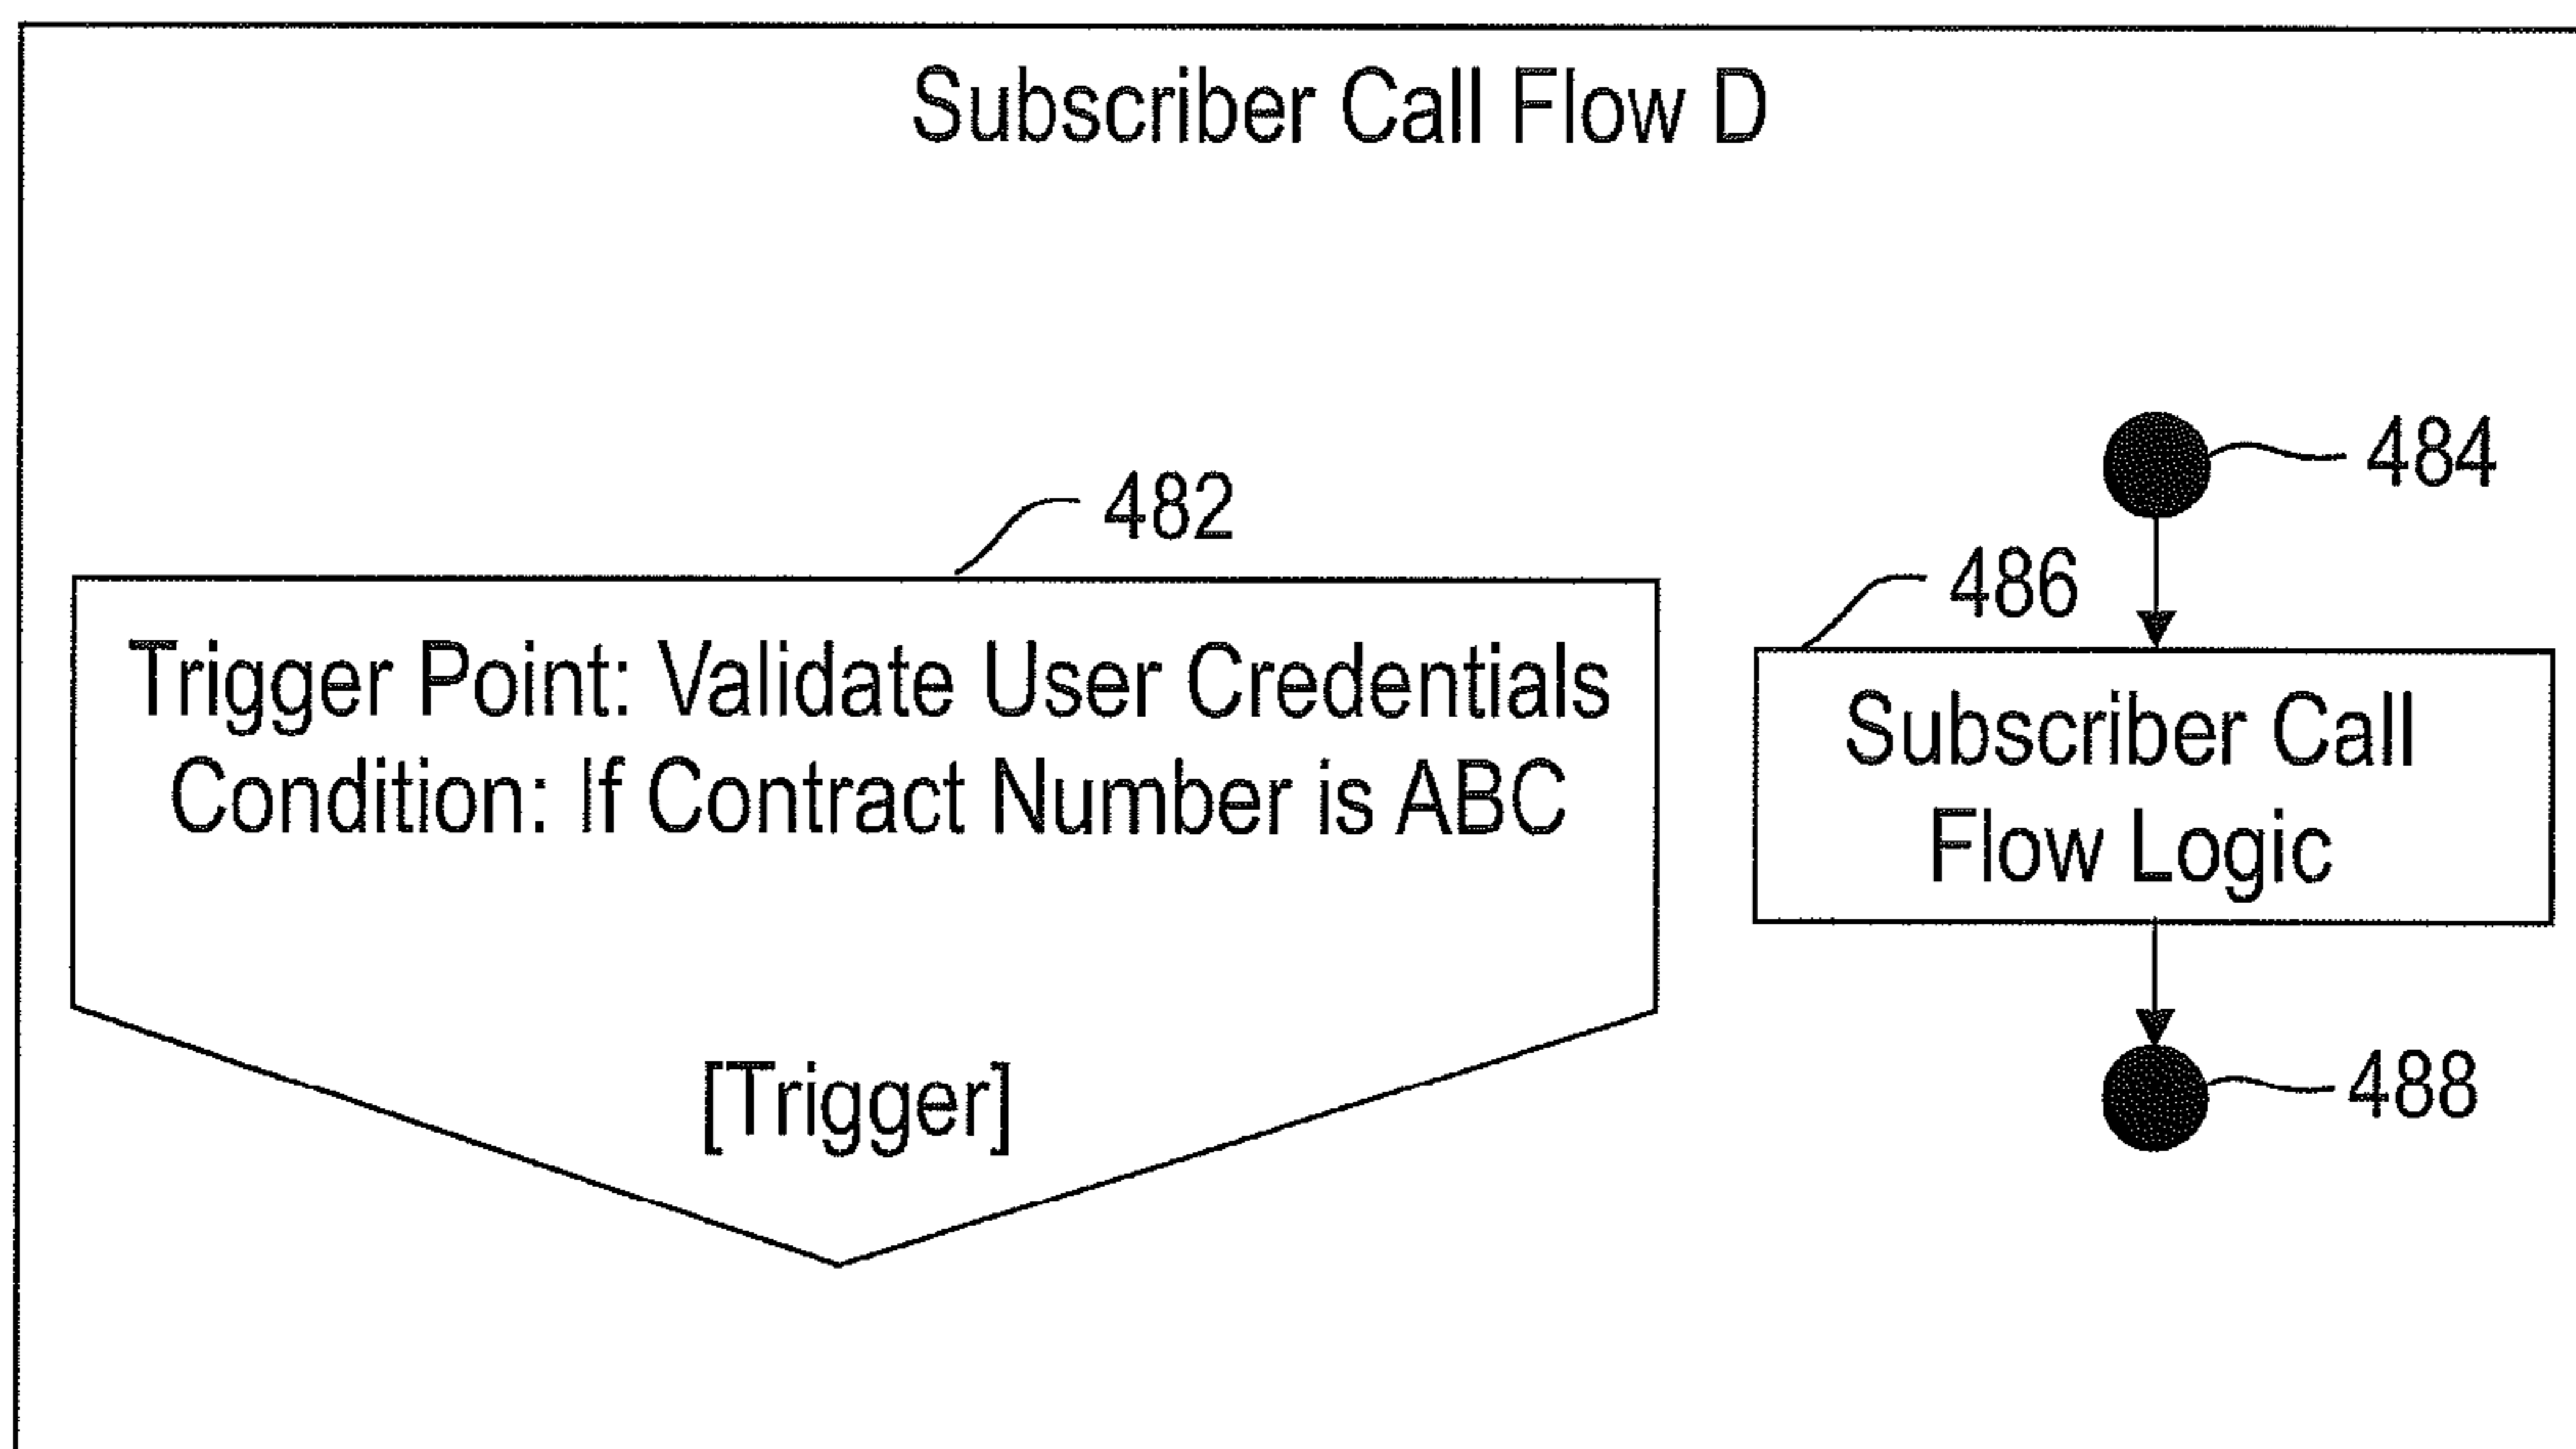 Subscriber Call Flow D
482
Trigger Point: Validate User Credentials
Condition: If Contract Number is ABC
[Trigger]
484
486
Subscriber Call
Flow Logic
488